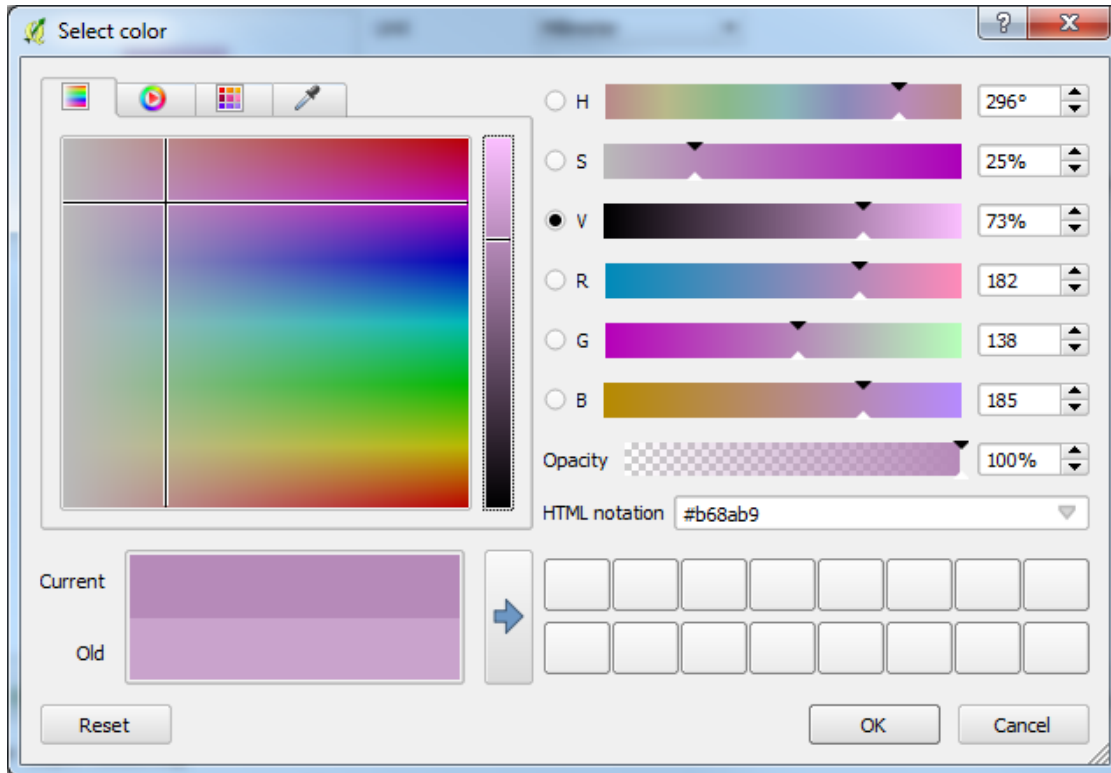 Select color
?
H 296°
S 25%
V 73%
R 182
G 138
B 185
Opacity 100%
HTML notation #b68ab9
Current
Old
Reset OK Cancel